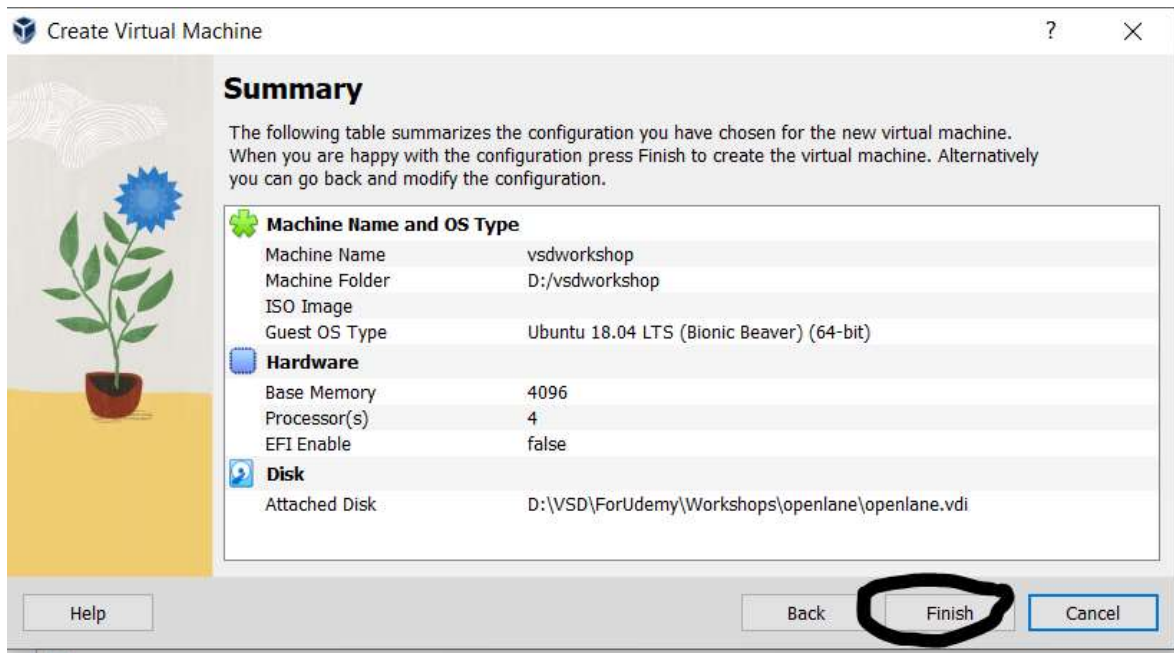 Create Virtual Machine ?
Summary
The following table summarizes the configuration you have chosen for the new virtual machine.
When you are happy with the configuration press Finish to create the virtual machine. Alternatively
you can go back and modify the configuration.
Machine Name and OS Type
Machine Name vsdworkshop
Machine Folder D:/vsdworkshop
ISO Image
Guest OS Type Ubuntu 18.04 LTS (Bionic Beaver) (64-bit)
Hardware
Base Memory 4096
Processor(s) 4
EFI Enable false
Disk
Attached Disk D:\VSD\ForUdemy\Workshops\openlane\openlane.vdi
Help Back Finish Cancel